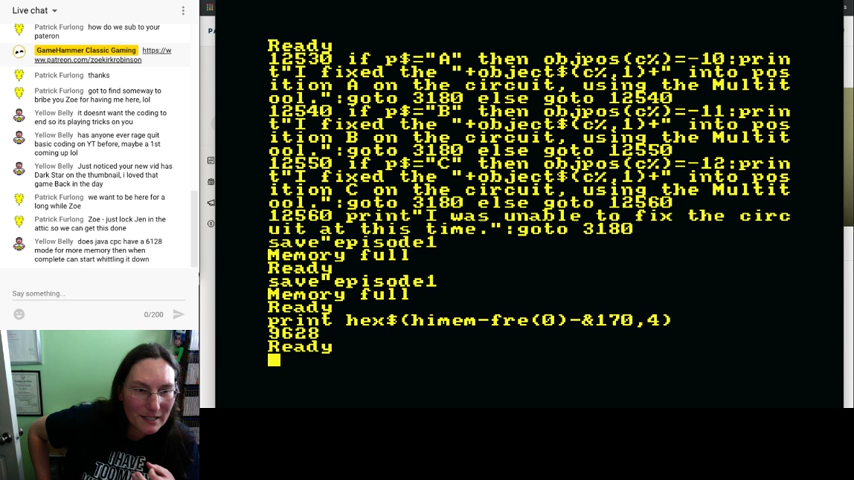 Live chat
Patrick Furlong how do we sub to your
pateron
GameHammer Classic Gaming https://w
ww.patreon.com/zoekirkrobinson
Patrick Furlong thanks
Patrick Furlong got to find someway to
bribe you Zoe for having me here, lol
Yellow Belly it doesnt want the coding to
end so its playing tricks on you
Yellow Belly has anyone ever rage quit
basic coding on YT before, maybe a 1st
coming up lol
Yellow Belly Just noticed your new vid has
Dark Star on the thumbnail, i loved that
game Back in the day
Patrick Furlong we want to be here for a
long while Zoe
Patrick Furlong Zoe - just lock Jen in the
attic so we can get this done
Yellow Belly does java cpc have a 6128
mode for more memory then when
complete can start whittling it down
Say something...
0/200
Ready
12530 if p$="A" then objpos(c%)=-10:prin
t"I fixed the "+object$(c%,1)+" into pos
ition A on the circuit, using the Multit
ool.":goto 3180 else goto 12540
12540 if p$="B" then objpos(c%)=-11:prin
t"I fixed the "+object$(c%,1)+" into pos
ition B on the circuit, using the Multit
ool.":goto 3180 else goto 12550
12550 if p$="C" then objpos(c%)=-12:prin
t"I fixed the "+object$(c%,1)+" into pos
ition C on the circuit, using the Multit
ool.":goto 3180 else goto 12560
12560 print"I was unable to fix the circ
uit at this time.":goto 3180
save"episode1
Memory full
Ready
save"episode1
Memory full
Ready
print hex$(himem-fre(0)-&170,4)
9628
Ready
I HAVE
TOO M